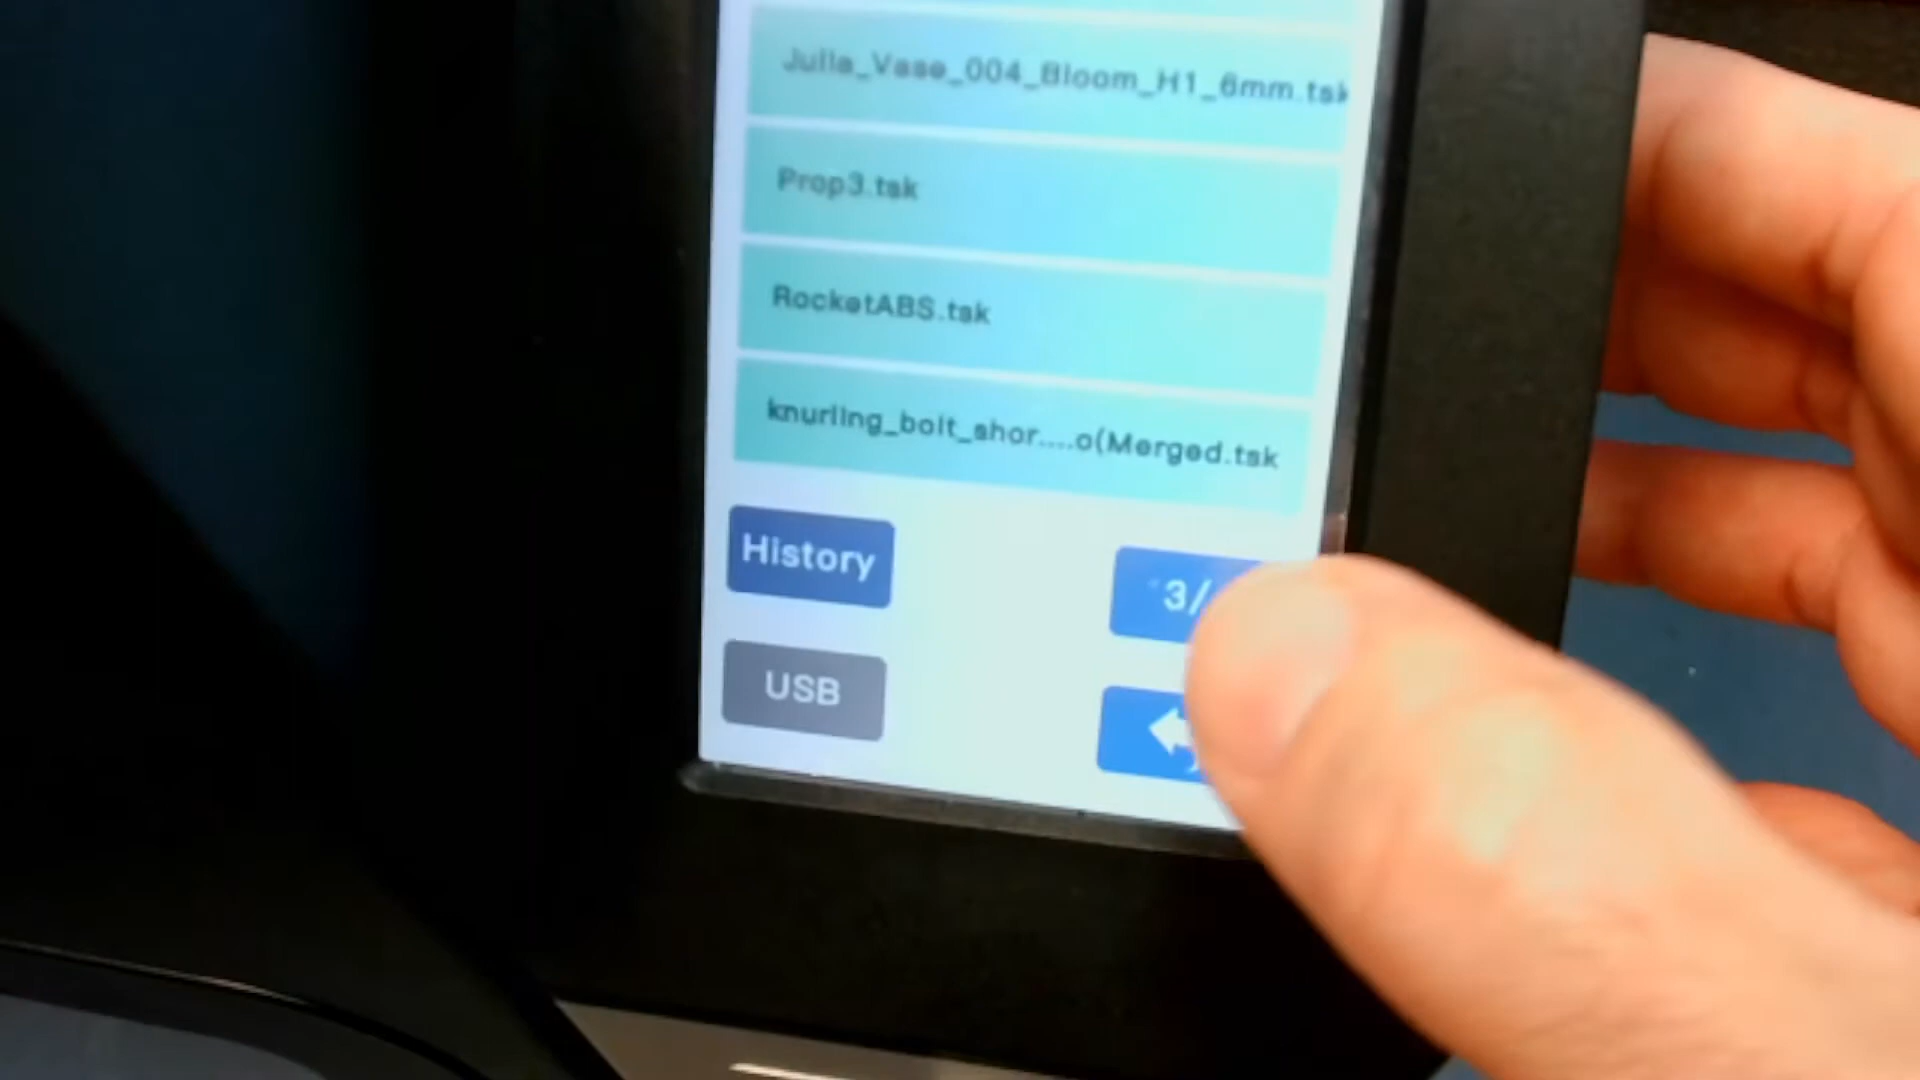 Julia_Vase_004_Bloom_H1_6mm.tsk
Prop3.tsk
RocketABS.tsk
knurling_bolt_shor....o(Merged.tsk
History
3/
USB